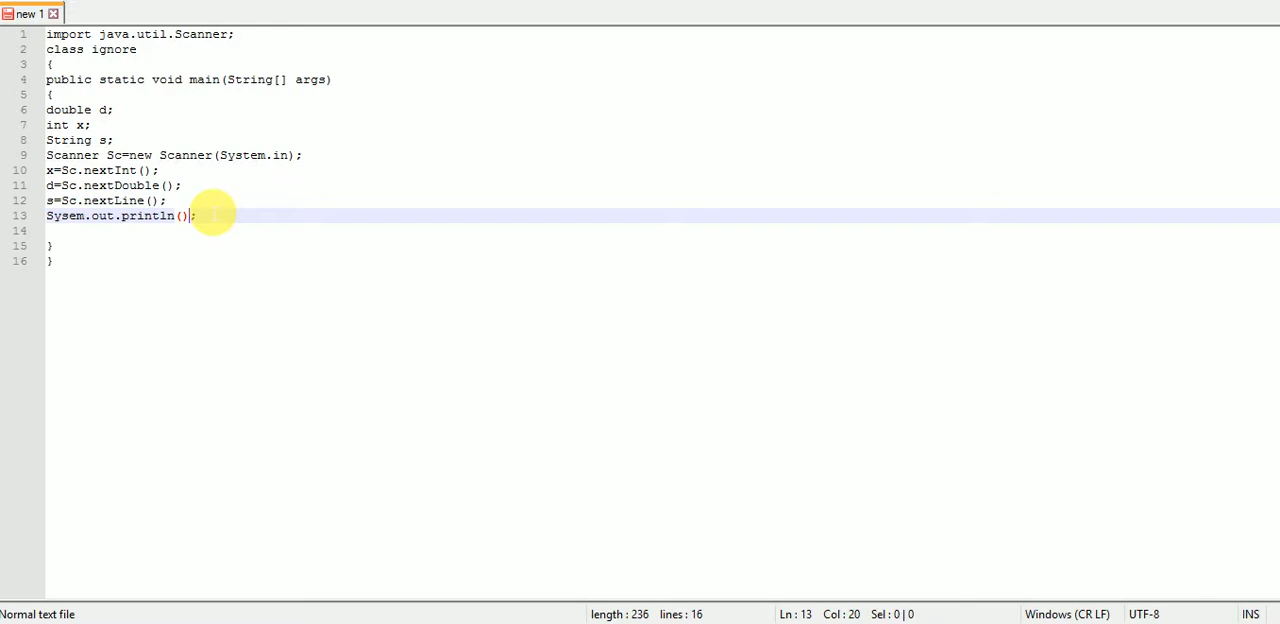 new 1
1 import java.util.Scanner;
2 class ignore
3 {
4 public static void main(String[] args)
5 {
6 double d;
7 int x;
8 String s;
9 Scanner Sc=new Scanner(System.in);
10 x=Sc.nextInt();
11 d=Sc.nextDouble();
12 s=Sc.nextLine();
13 Sysem.out.println();
14
15 }
16 }
Normal text file length : 236 lines : 16 Ln : 13 Col : 20 Sel : 0 | 0 Windows (CR LF) UTF-8 INS